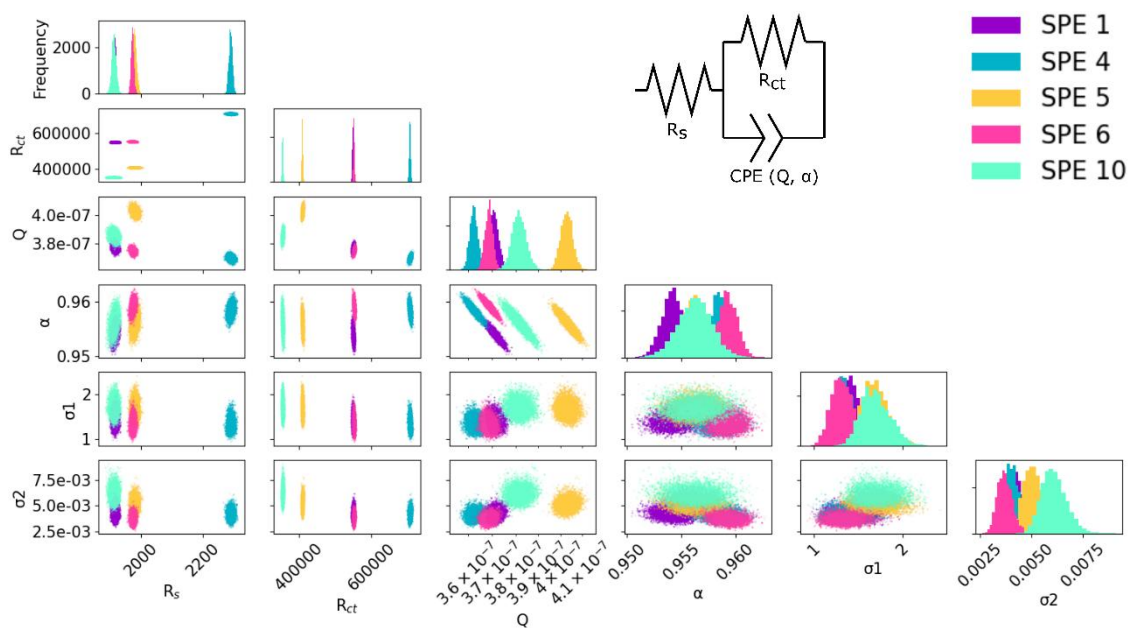 SPE 1
SPE 4
SPE 5
SPE 6
SPE 10
R_ct
R_s
CPE (Q, α)
Frequency
2000
0
R_ct
600000
400000
Q
4.0e-07
3.8e-07
α
0.96
0.95
σ1
2
1
σ2
7.5e-03
5.0e-03
2.5e-03
2000
2200
R_s
400000
600000
R_ct
3.6 × 10⁻⁷
3.7 × 10⁻⁷
3.8 × 10⁻⁷
3.9 × 10⁻⁷
4 × 10⁻⁷
4.1 × 10⁻⁷
Q
0.950
0.955
0.960
α
1
2
σ1
0.0025
0.0050
0.0075
σ2